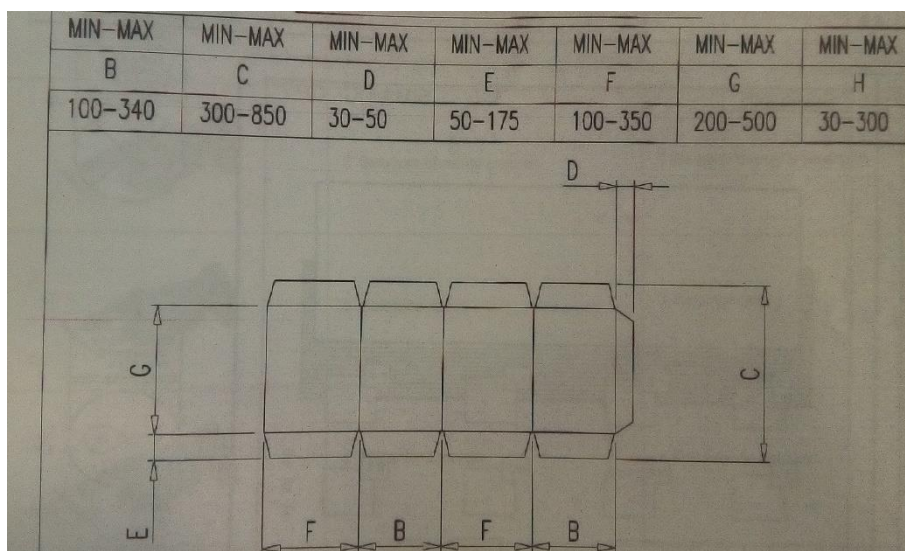 MIN-MAX MIN-MAX MIN-MAX MIN-MAX MIN-MAX MIN-MAX MIN-MAX
B C D E F G H
100-340 300-850 30-50 50-175 100-350 200-500 30-300
D
G
C
E
F B F B